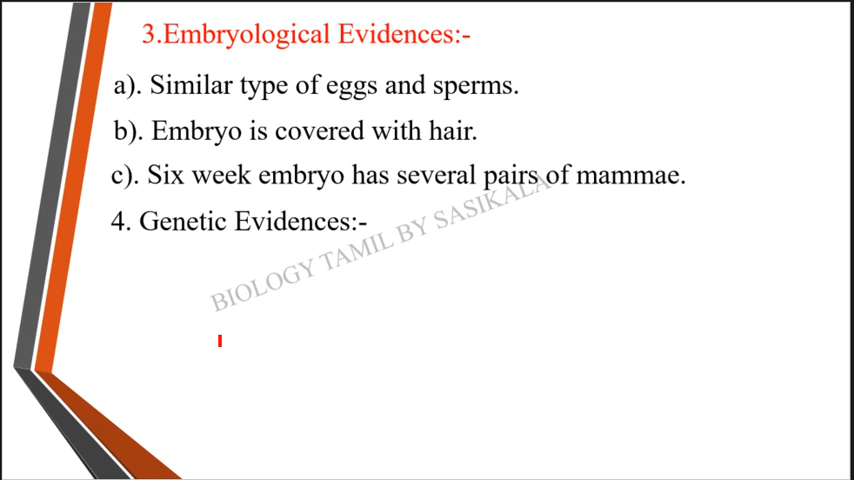 3.Embryological Evidences:-
a). Similar type of eggs and sperms.
b). Embryo is covered with hair.
c). Six week embryo has several pairs of mammae.
4. Genetic Evidences:-
BIOLOGY TAMIL BY SASIKALA